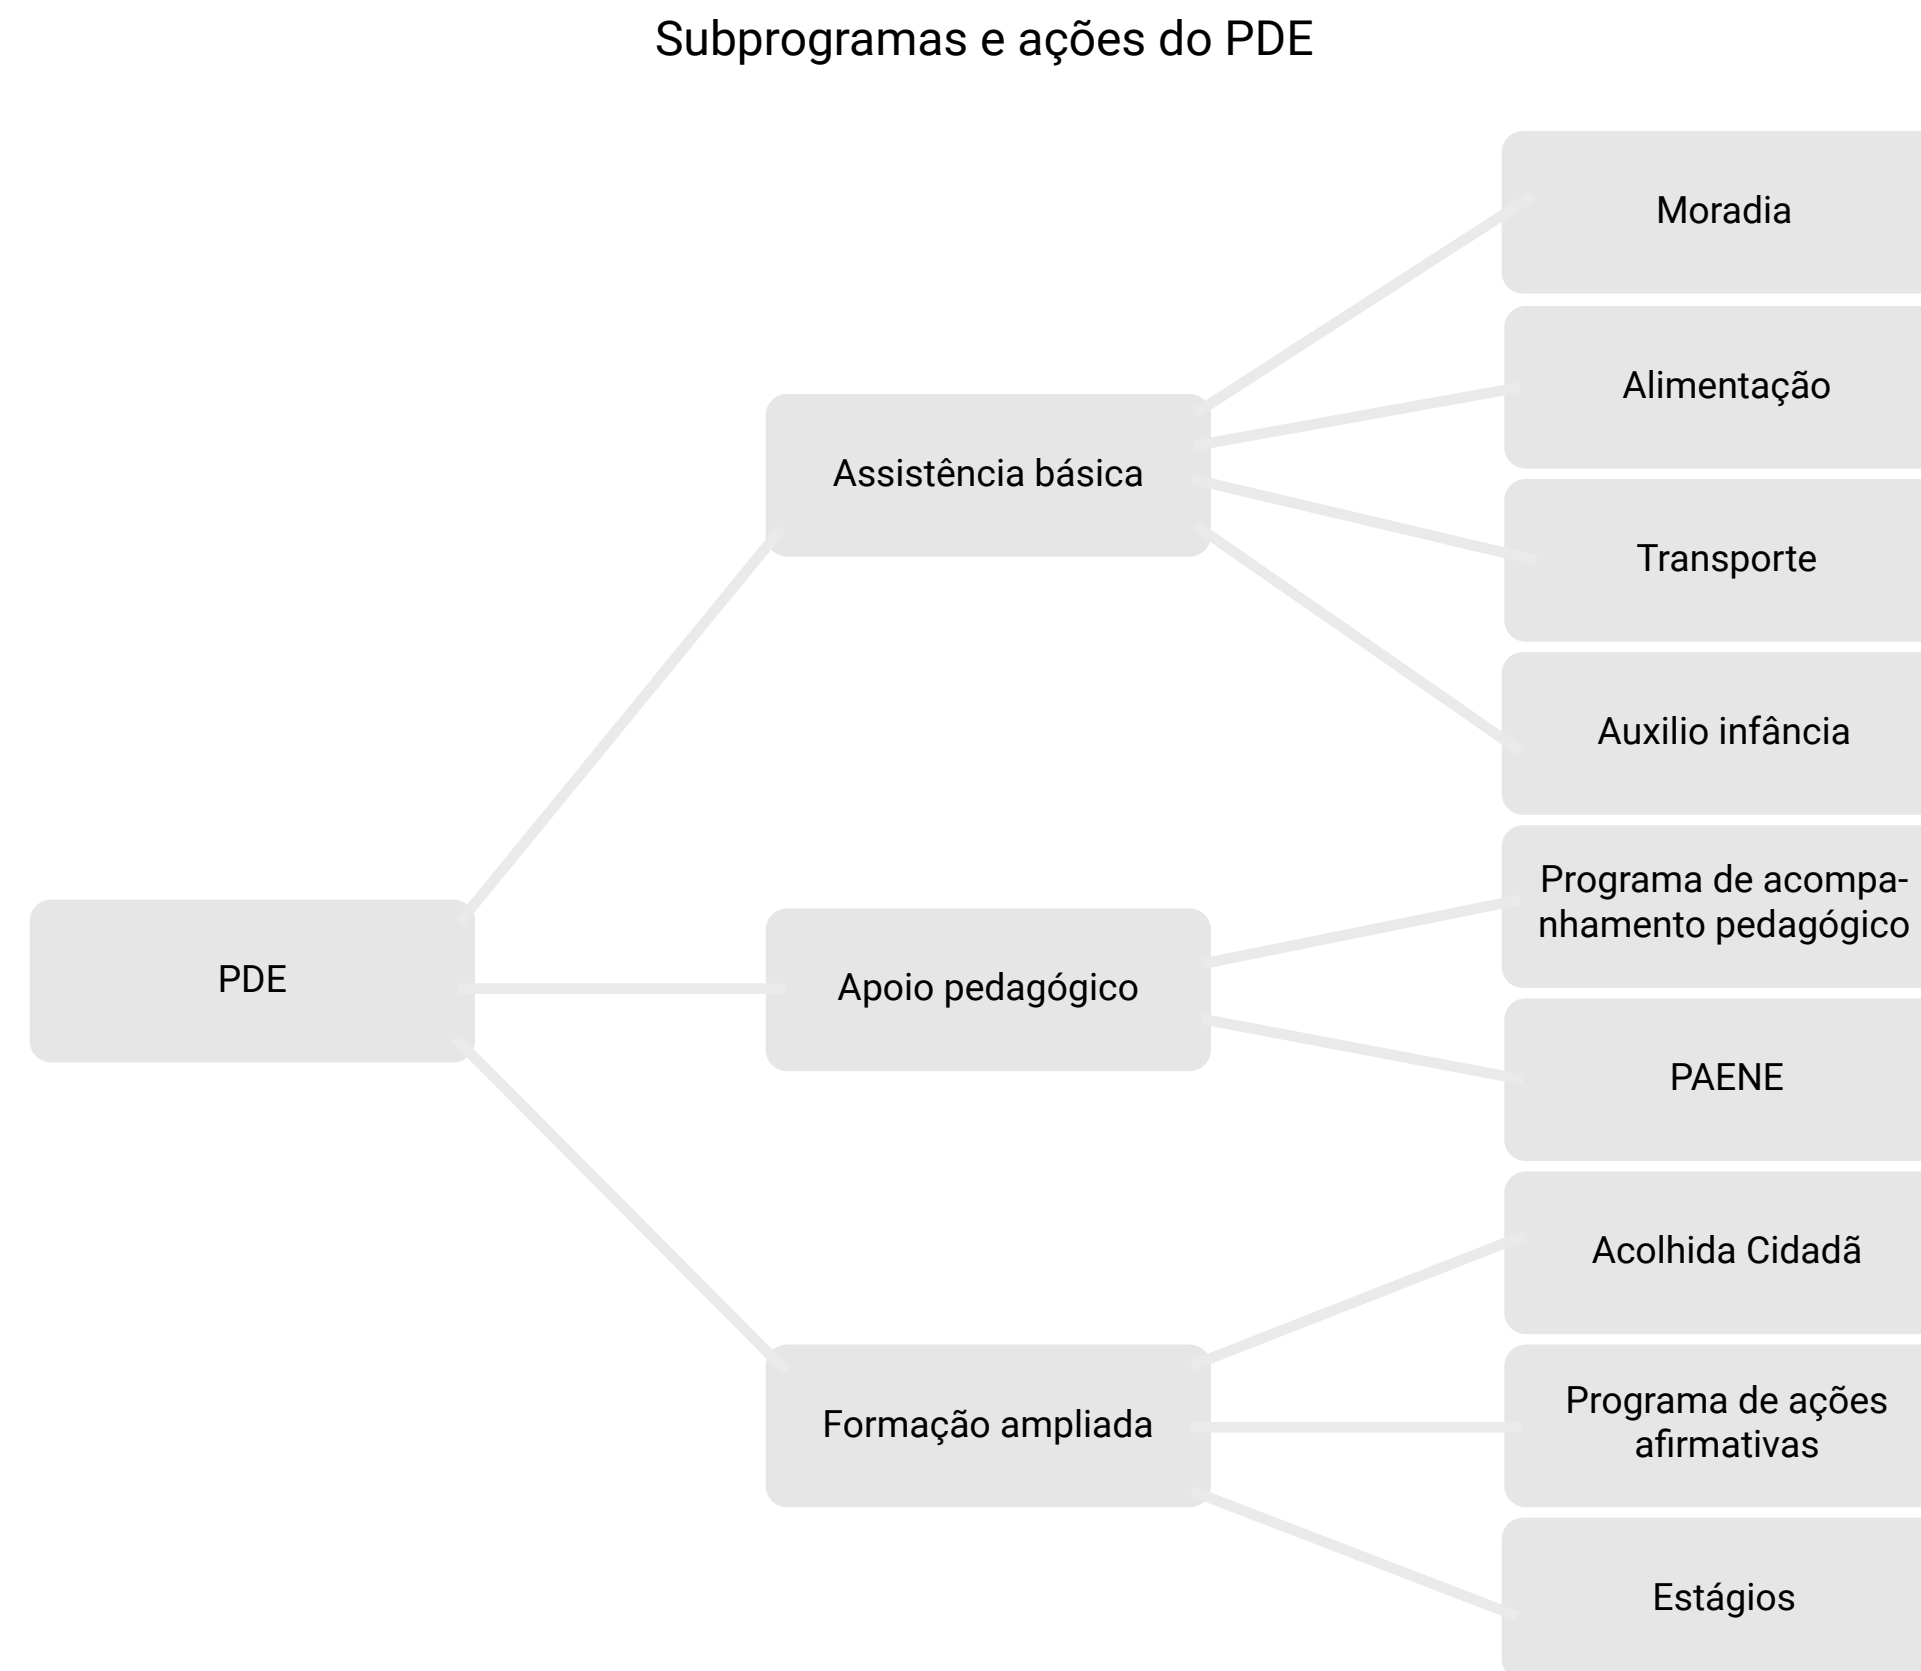 Subprogramas e ações do PDE
Moradia
Alimentação
Assistência básica
Transporte
Auxilio infância
Programa de acompa-
nhamento pedagógico
PDE
Apoio pedagógico
PAENE
Acolhida Cidadã
Programa de ações
afirmativas
Formação ampliada
Estágios